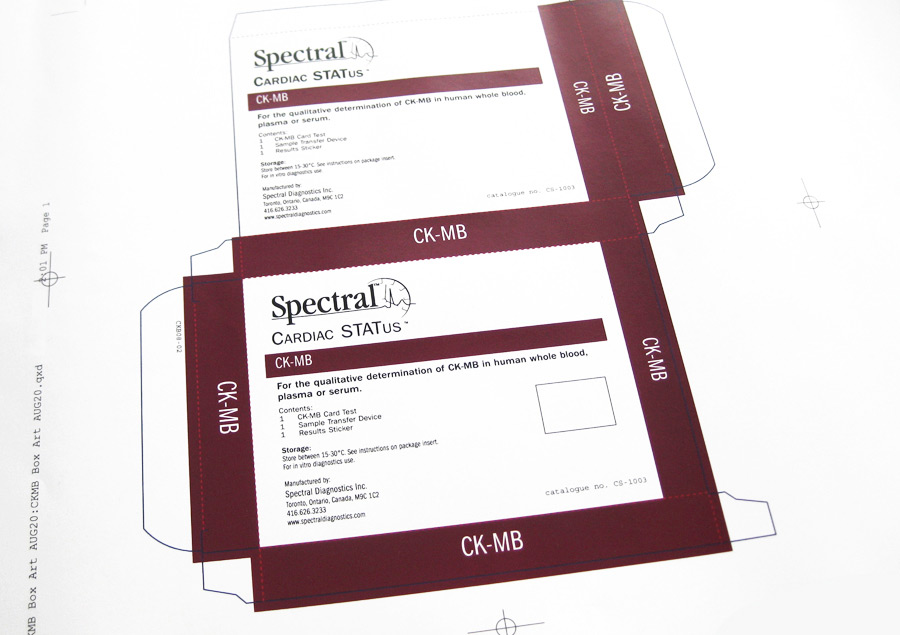 Spectral™
CARDIAC STATUS™
CK-MB
For the qualitative determination of CK-MB in human whole blood,
plasma or serum.
Contents:
1 CK-MB Card Test
1 Sample Transfer Device
1 Results Sticker
Storage:
Store between 15-30°C. See instructions on package insert.
For in vitro diagnostics use.
Manufactured by:
Spectral Diagnostics Inc.
Toronto, Ontario, Canada, M9C 1C2
416.626.3233
www.spectraldiagnostics.com
catalogue no. CS-1003
CK-MB
CK-MB
CK-MB
Spectral™
CARDIAC STATUS™
CK-MB
For the qualitative determination of CK-MB in human whole blood,
plasma or serum.
Contents:
1 CK-MB Card Test
1 Sample Transfer Device
1 Results Sticker
Storage:
Store between 15-30°C. See instructions on package insert.
For in vitro diagnostics use.
Manufactured by:
Spectral Diagnostics Inc.
Toronto, Ontario, Canada, M9C 1C2
416.626.3233
www.spectraldiagnostics.com
catalogue no. CS-1003
CK-MB
CK-MB
CK-MB
CKB08-02
Box Art AUG20:CKMB Box Art AUG20.qxd
PM Page 1